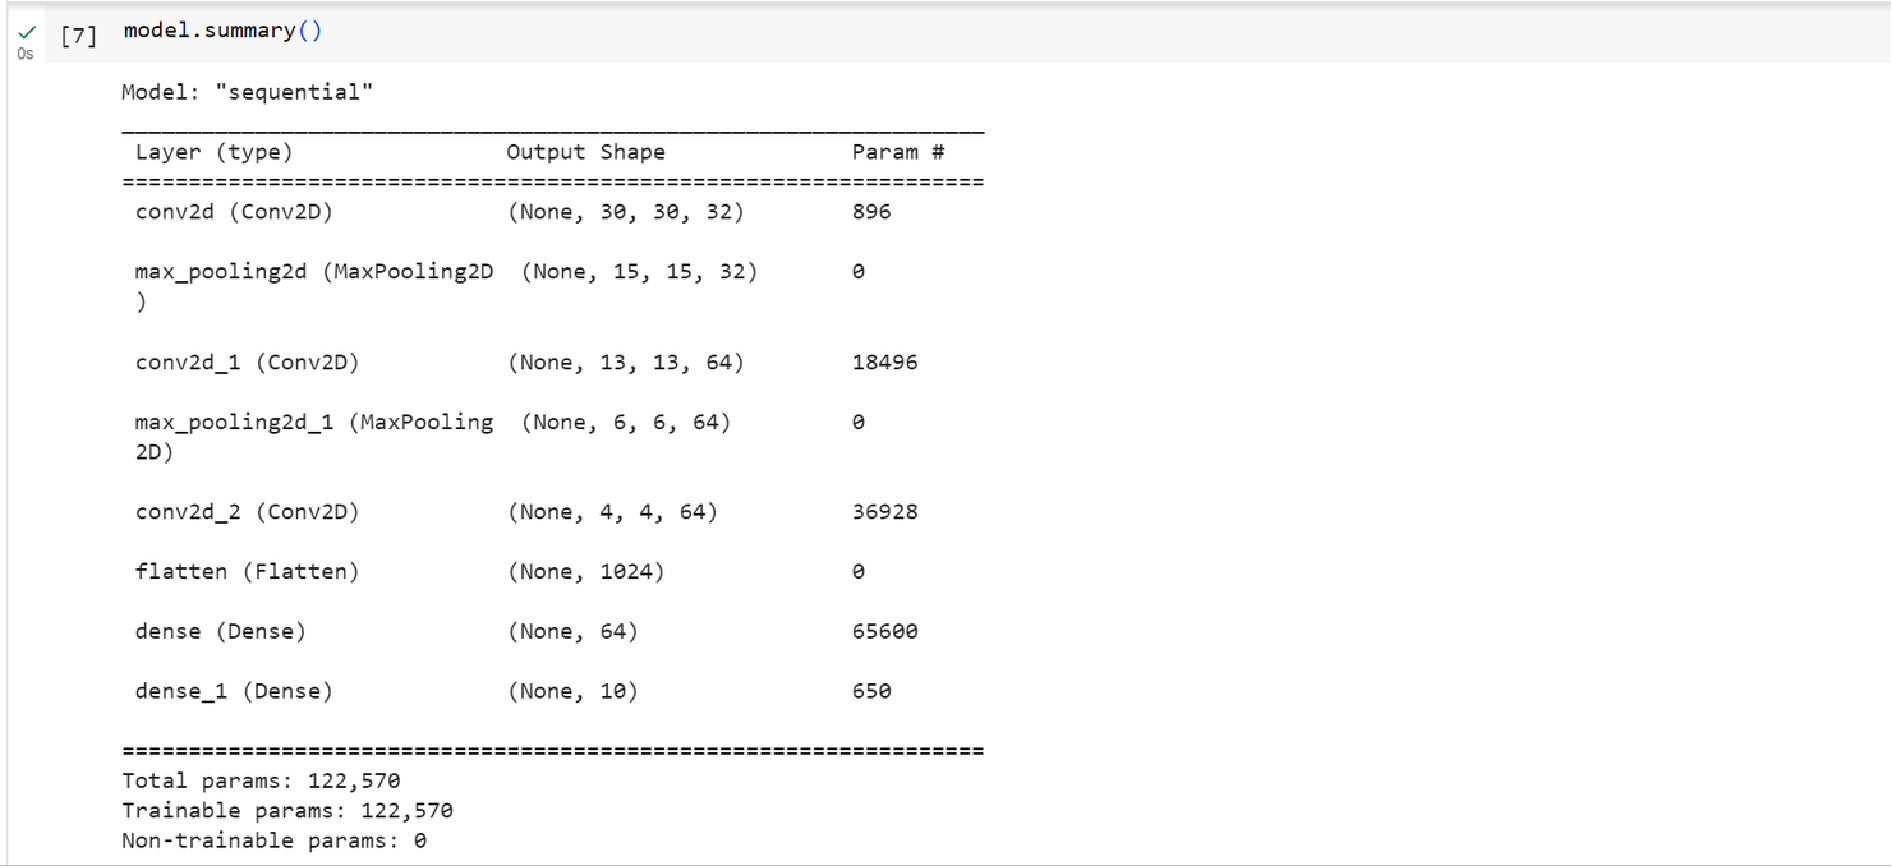 [7] model.summary()
0s
Model: "sequential"
_________________________________________________________________
Layer (type) Output Shape Param #
=================================================================
conv2d (Conv2D) (None, 30, 30, 32) 896
max_pooling2d (MaxPooling2D (None, 15, 15, 32) 0
)
conv2d_1 (Conv2D) (None, 13, 13, 64) 18496
max_pooling2d_1 (MaxPooling (None, 6, 6, 64) 0
2D)
conv2d_2 (Conv2D) (None, 4, 4, 64) 36928
flatten (Flatten) (None, 1024) 0
dense (Dense) (None, 64) 65600
dense_1 (Dense) (None, 10) 650
=================================================================
Total params: 122,570
Trainable params: 122,570
Non-trainable params: 0